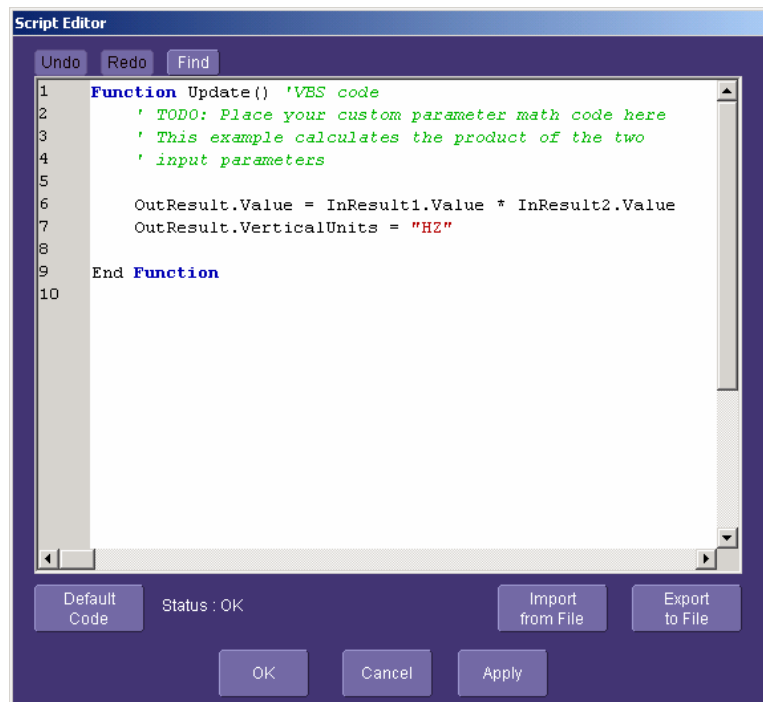 Script Editor
Undo Redo Find
1 Function Update() 'VBS code
2 ' TODO: Place your custom parameter math code here
3 ' This example calculates the product of the two
4 ' input parameters
5
6 OutResult.Value = InResult1.Value * InResult2.Value
7 OutResult.VerticalUnits = "HZ"
8
9 End Function
10
Default Code Status : OK Import from File Export to File
OK Cancel Apply